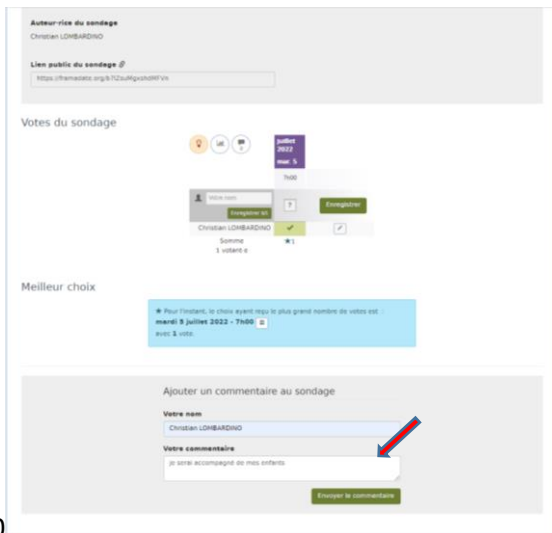 Auteur·rice du sondage
Christian LOMBARDINO
Lien public du sondage
Votes du sondage
juillet
2022
mar. 5
7h00
Votre nom
Enregistrer
?
Enregistrer
Christian LOMBARDINO
Somme
1
1 votant·e
Meilleur choix
Pour l'instant, le choix ayant reçu le plus grand nombre de votes est :
mardi 5 juillet 2022 - 7h00
avec 1 vote.
Ajouter un commentaire au sondage
Votre nom
Christian LOMBARDINO
Votre commentaire
je serai accompagné de mes enfants
Envoyer le commentaire